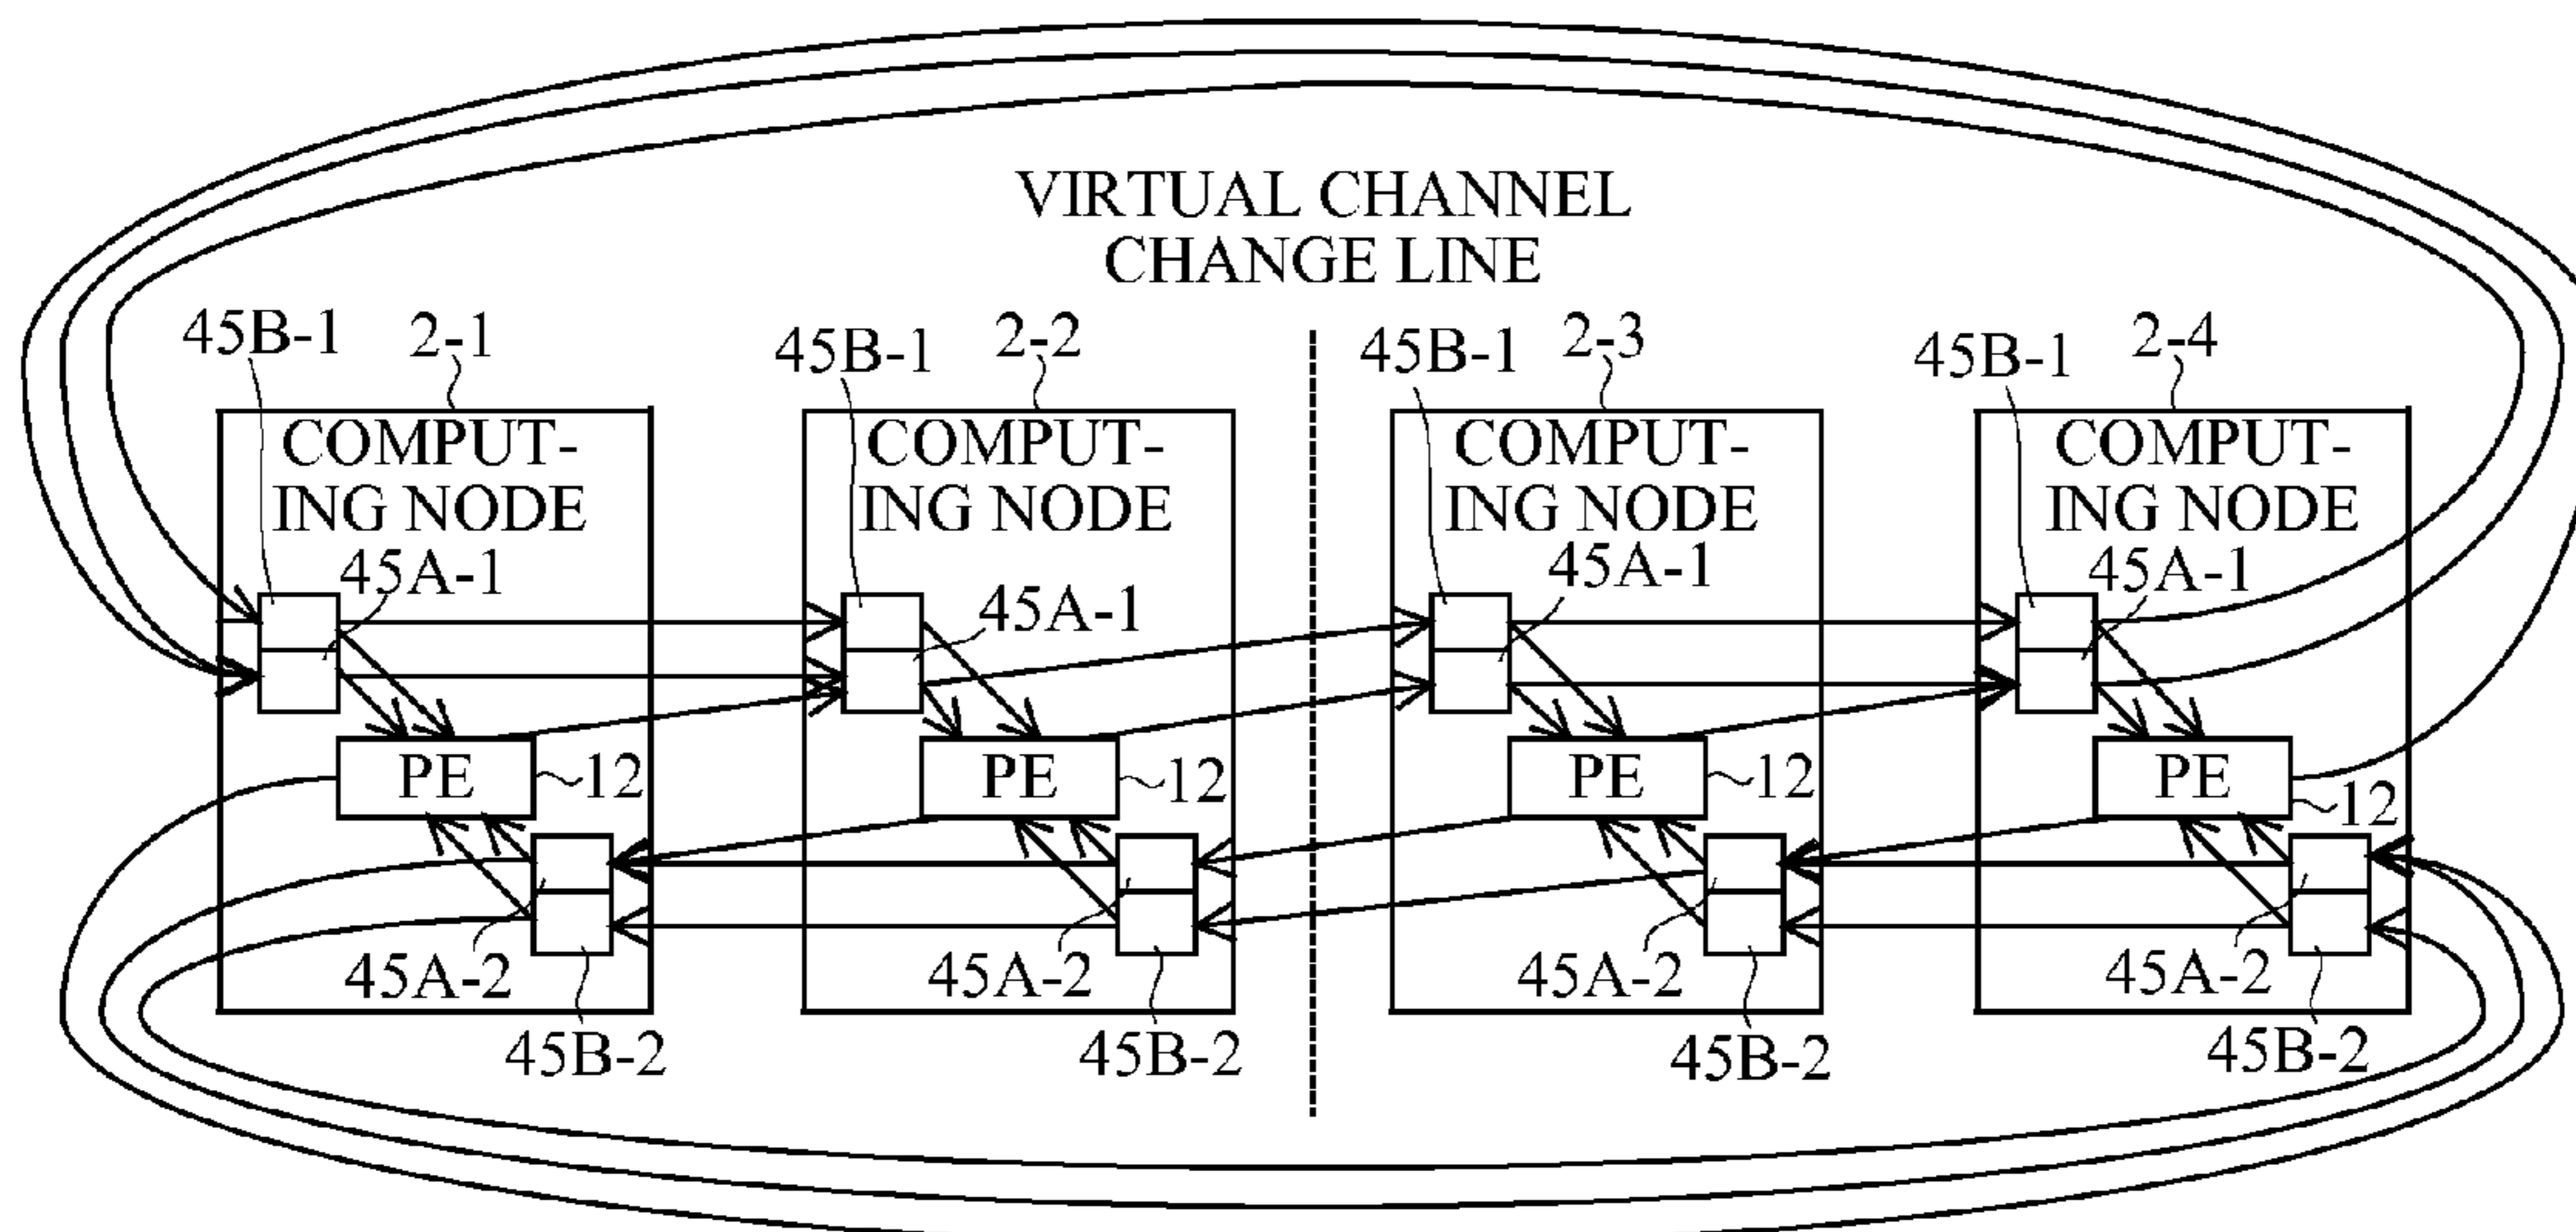 VIRTUAL CHANNEL
CHANGE LINE
45B-1
2-1
45B-1
2-2
45B-1
2-3
45B-1
2-4
COMPUT-
ING NODE
COMPUT-
ING NODE
COMPUT-
ING NODE
COMPUT-
ING NODE
45A-1
45A-1
45A-1
45A-1
PE
12
PE
12
PE
12
PE
12
45A-2
45A-2
45A-2
45A-2
45B-2
45B-2
45B-2
45B-2